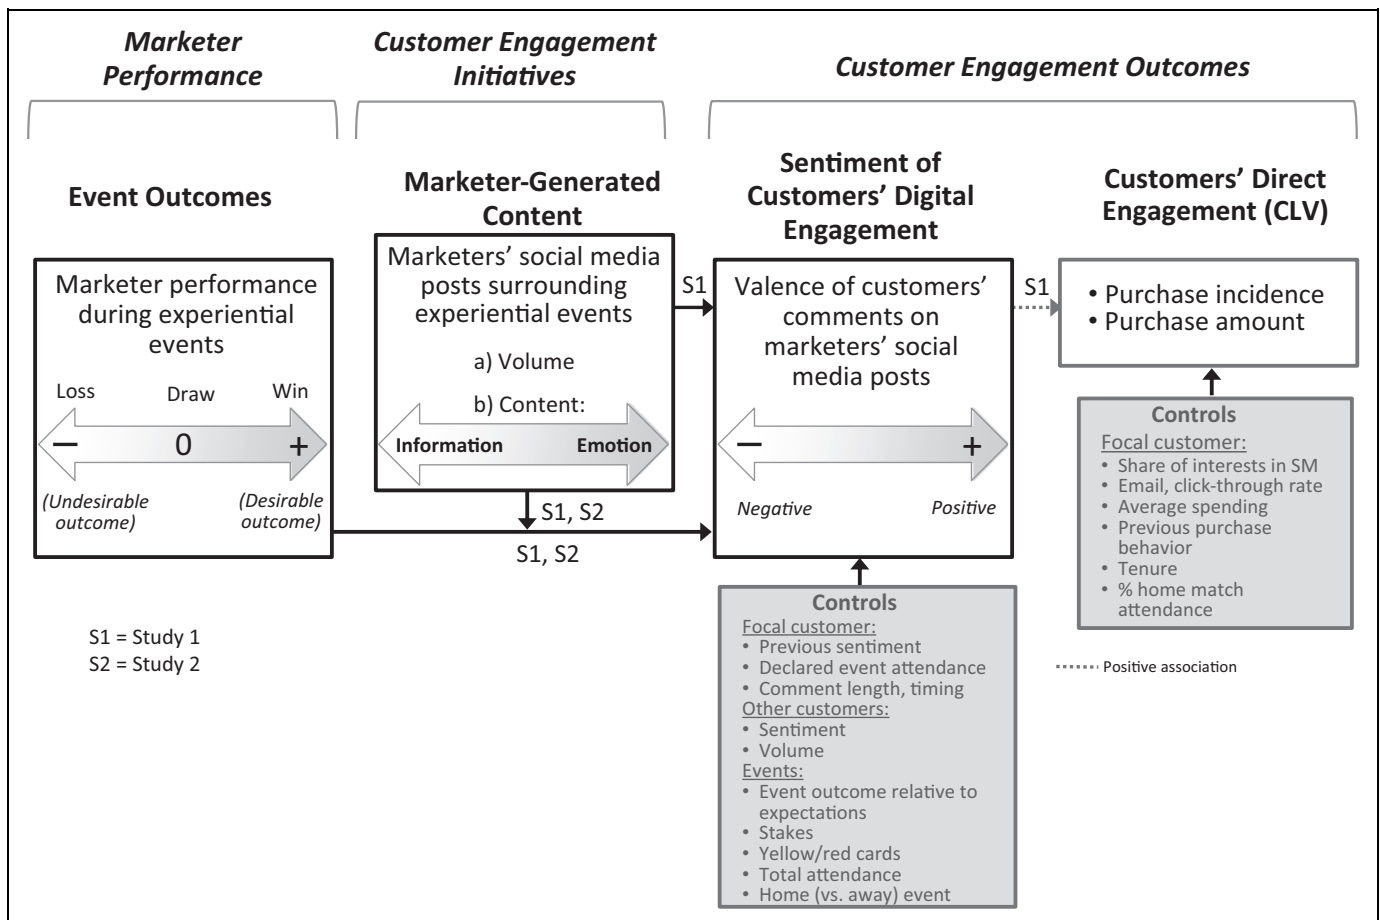 Marketer
Performance
Customer Engagement
Initiatives
Customer Engagement Outcomes
Event Outcomes
Marketer performance
during experiential
events
Loss
Draw
Win
−
0
+
(Undesirable
outcome)
(Desirable
outcome)
Marketer-Generated
Content
Marketers’ social media
posts surrounding
experiential events
a) Volume
b) Content:
Information
Emotion
S1
S1, S2
S1, S2
Sentiment of
Customers’ Digital
Engagement
Valence of customers’
comments on
marketers’ social
media posts
−
+
Negative
Positive
S1
Customers’ Direct
Engagement (CLV)
• Purchase incidence
• Purchase amount
Controls
Focal customer:
• Share of interests in SM
• Email, click-through rate
• Average spending
• Previous purchase
behavior
• Tenure
• % home match
attendance
Controls
Focal customer:
• Previous sentiment
• Declared event attendance
• Comment length, timing
Other customers:
• Sentiment
• Volume
Events:
• Event outcome relative to
expectations
• Stakes
• Yellow/red cards
• Total attendance
• Home (vs. away) event
S1 = Study 1
S2 = Study 2
Positive association